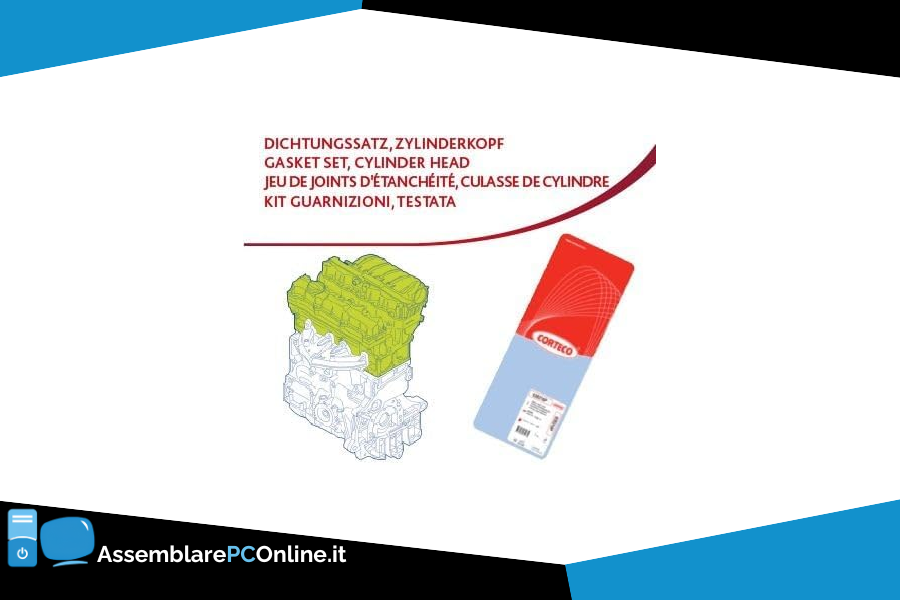 DICHTUNGSSATZ, ZYLINDERKOPF
GASKET SET, CYLINDER HEAD
JEU DE JOINTS D'ÉTANCHÉITÉ, CULASSE DE CYLINDRE
KIT GUARNIZIONI, TESTATA
CORTECO
AssemblarePCOnline.it